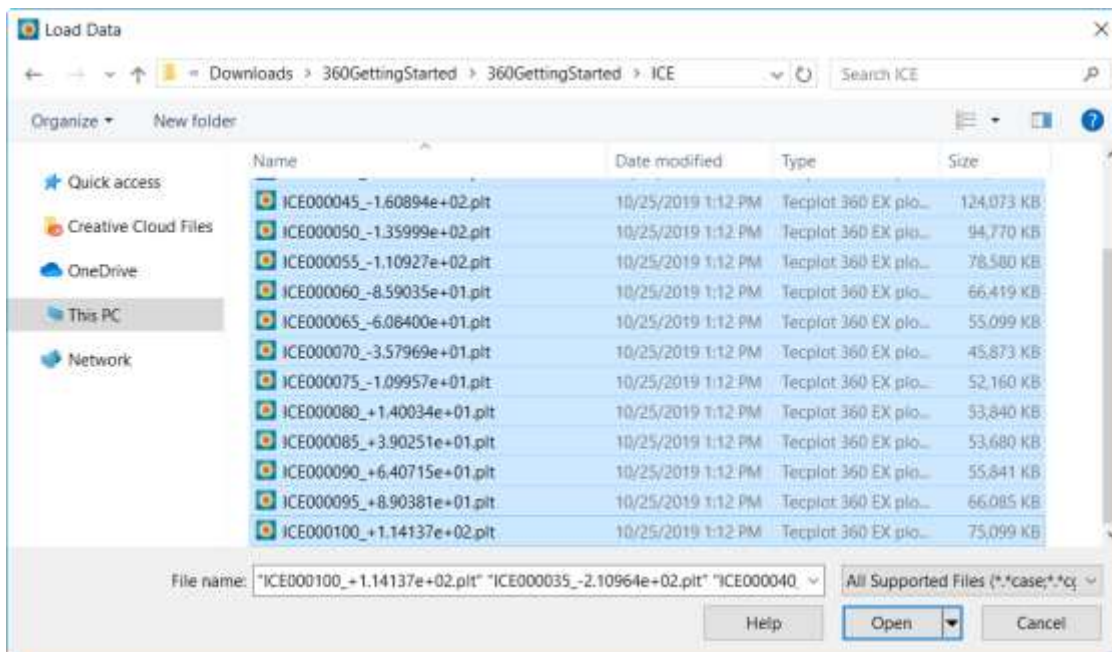 Load Data
« Downloads > 360GettingStarted > 360GettingStarted > ICE
Search ICE
Organize
New folder
Name Date modified Type Size
Quick access
Creative Cloud Files
OneDrive
This PC
Network
ICE000045_-1.60894e+02.plt 10/25/2019 1:12 PM Tecplot 360 EX plo... 124,073 KB
ICE000050_-1.35999e+02.plt 10/25/2019 1:12 PM Tecplot 360 EX plo... 94,770 KB
ICE000055_-1.10927e+02.plt 10/25/2019 1:12 PM Tecplot 360 EX plo... 78,580 KB
ICE000060_-8.59035e+01.plt 10/25/2019 1:12 PM Tecplot 360 EX plo... 66,419 KB
ICE000065_-6.08400e+01.plt 10/25/2019 1:12 PM Tecplot 360 EX plo... 55,099 KB
ICE000070_-3.57969e+01.plt 10/25/2019 1:12 PM Tecplot 360 EX plo... 45,873 KB
ICE000075_-1.09957e+01.plt 10/25/2019 1:12 PM Tecplot 360 EX plo... 52,160 KB
ICE000080_+1.40034e+01.plt 10/25/2019 1:12 PM Tecplot 360 EX plo... 53,840 KB
ICE000085_+3.90251e+01.plt 10/25/2019 1:12 PM Tecplot 360 EX plo... 53,680 KB
ICE000090_+6.40715e+01.plt 10/25/2019 1:12 PM Tecplot 360 EX plo... 55,841 KB
ICE000095_+8.90381e+01.plt 10/25/2019 1:12 PM Tecplot 360 EX plo... 66,085 KB
ICE000100_+1.14137e+02.plt 10/25/2019 1:12 PM Tecplot 360 EX plo... 75,099 KB
File name: "ICE000100_+1.14137e+02.plt" "ICE000035_-2.10964e+02.plt" "ICE000040_
All Supported Files (*.*case;*.*cg
Help
Open
Cancel